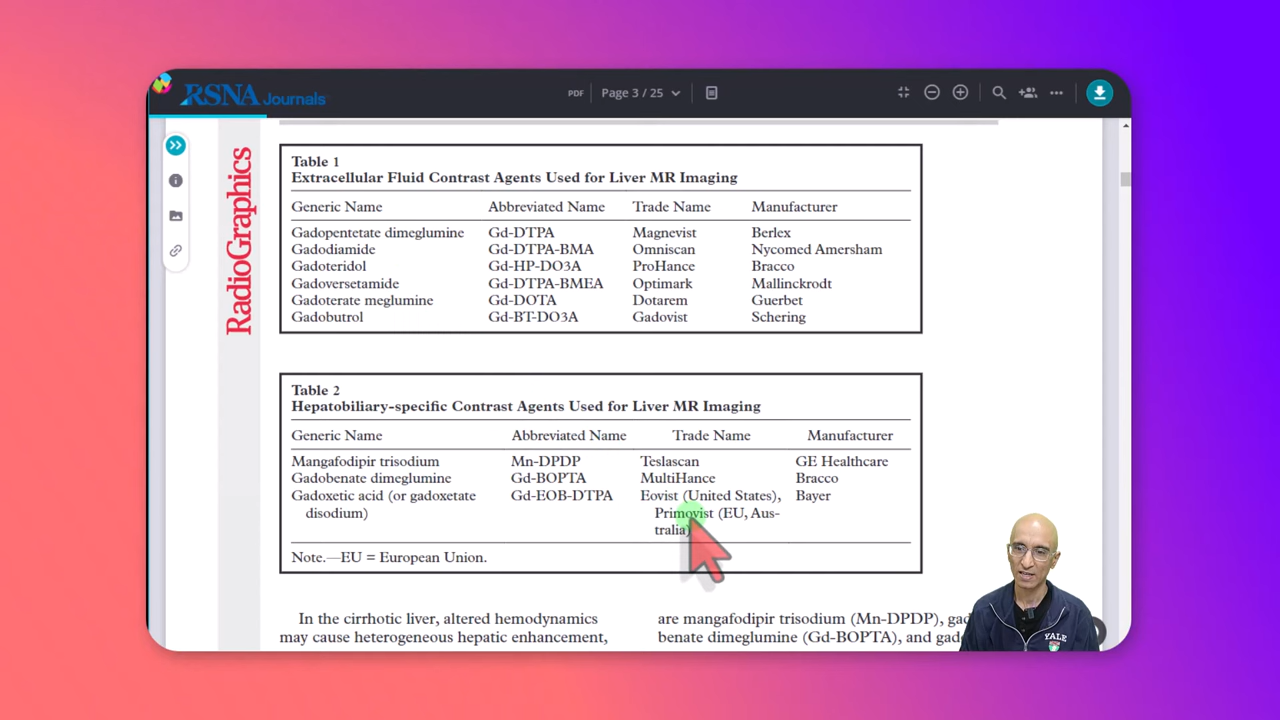 RSNA Journals
PDF
Page 3 / 25
RadioGraphics
Table 1
Extracellular Fluid Contrast Agents Used for Liver MR Imaging
Generic Name Abbreviated Name Trade Name Manufacturer
Gadopentetate dimeglumine Gd-DTPA Magnevist Berlex
Gadodiamide Gd-DTPA-BMA Omniscan Nycomed Amersham
Gadoteridol Gd-HP-DO3A ProHance Bracco
Gadoversetamide Gd-DTPA-BMEA Optimark Mallinckrodt
Gadoterate meglumine Gd-DOTA Dotarem Guerbet
Gadobutrol Gd-BT-DO3A Gadovist Schering
Table 2
Hepatobiliary-specific Contrast Agents Used for Liver MR Imaging
Generic Name Abbreviated Name Trade Name Manufacturer
Mangafodipir trisodium Mn-DPDP Teslascan GE Healthcare
Gadobenate dimeglumine Gd-BOPTA MultiHance Bracco
Gadoxetic acid (or gadoxetate Gd-EOB-DTPA Eovist (United States), Bayer
disodium) Primovist (EU, Aus-
tralia)
Note.—EU = European Union.
In the cirrhotic liver, altered hemodynamics
may cause heterogeneous hepatic enhancement,
are mangafodipir trisodium (Mn-DPDP), gad
benate dimeglumine (Gd-BOPTA), and gado
YALE